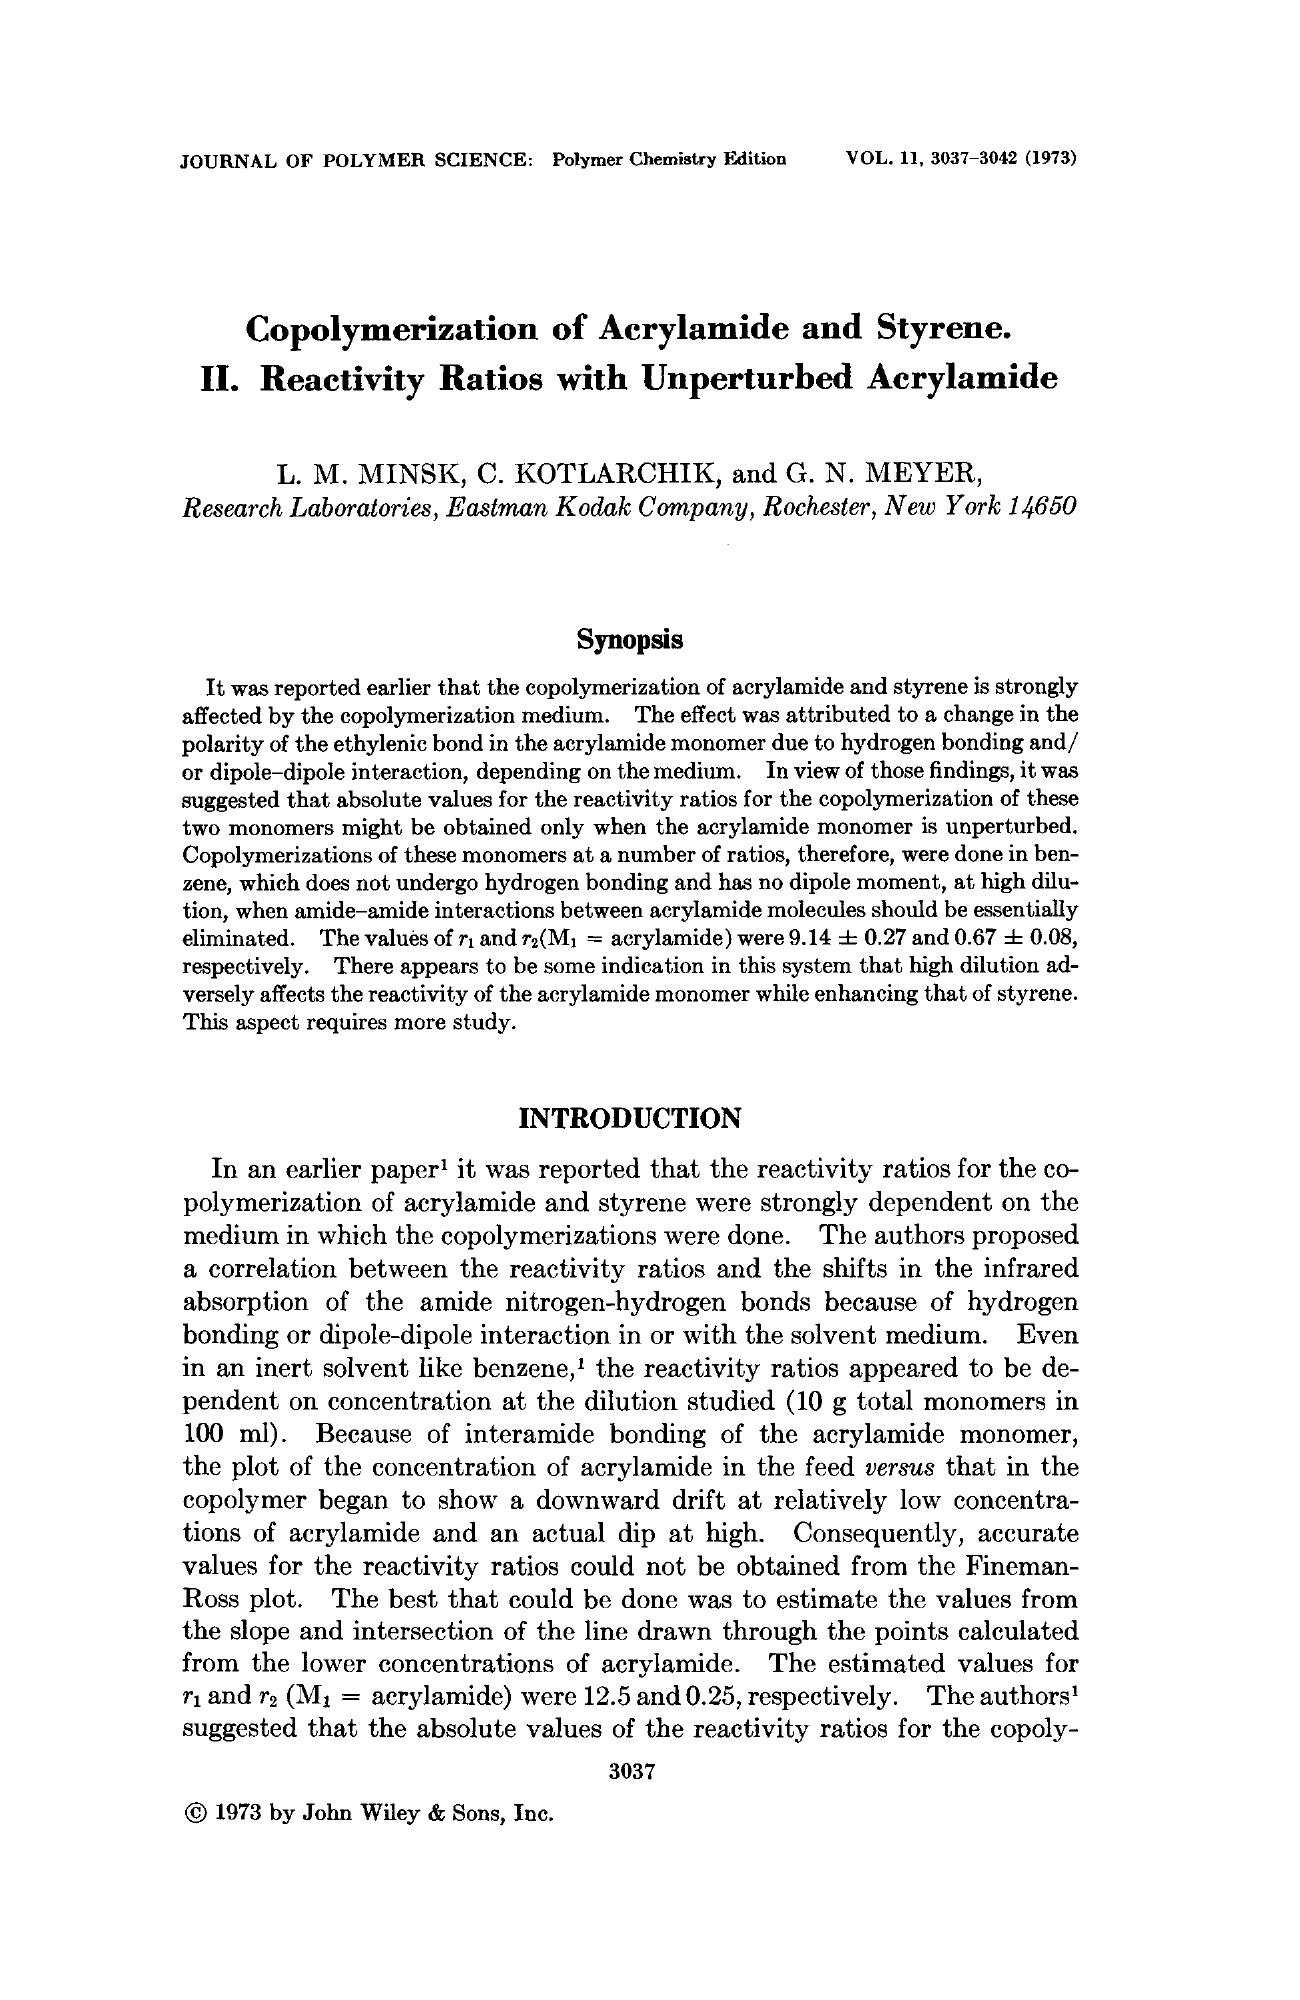 JOURNAL OF POLYMER SCIENCE: Polymer Chemistry Edition VOL. 11, 3037–3042 (1973)
Copolymerization of Acrylamide and Styrene.
II. Reactivity Ratios with Unperturbed Acrylamide
L. M. MINSK, C. KOTLARCHIK, and G. N. MEYER,
Research Laboratories, Eastman Kodak Company, Rochester, New York 14650
Synopsis
It was reported earlier that the copolymerization of acrylamide and styrene is strongly
affected by the copolymerization medium. The effect was attributed to a change in the
polarity of the ethylenic bond in the acrylamide monomer due to hydrogen bonding and/
or dipole–dipole interaction, depending on the medium. In view of those findings, it was
suggested that absolute values for the reactivity ratios for the copolymerization of these
two monomers might be obtained only when the acrylamide monomer is unperturbed.
Copolymerizations of these monomers at a number of ratios, therefore, were done in ben-
zene, which does not undergo hydrogen bonding and has no dipole moment, at high dilu-
tion, when amide–amide interactions between acrylamide molecules should be essentially
eliminated. The values of r₁ and r₂(M₁ = acrylamide) were 9.14 ± 0.27 and 0.67 ± 0.08,
respectively. There appears to be some indication in this system that high dilution ad-
versely affects the reactivity of the acrylamide monomer while enhancing that of styrene.
This aspect requires more study.
INTRODUCTION
In an earlier paper¹ it was reported that the reactivity ratios for the co-
polymerization of acrylamide and styrene were strongly dependent on the
medium in which the copolymerizations were done. The authors proposed
a correlation between the reactivity ratios and the shifts in the infrared
absorption of the amide nitrogen-hydrogen bonds because of hydrogen
bonding or dipole-dipole interaction in or with the solvent medium. Even
in an inert solvent like benzene,¹ the reactivity ratios appeared to be de-
pendent on concentration at the dilution studied (10 g total monomers in
100 ml). Because of interamide bonding of the acrylamide monomer,
the plot of the concentration of acrylamide in the feed versus that in the
copolymer began to show a downward drift at relatively low concentra-
tions of acrylamide and an actual dip at high. Consequently, accurate
values for the reactivity ratios could not be obtained from the Fineman-
Ross plot. The best that could be done was to estimate the values from
the slope and intersection of the line drawn through the points calculated
from the lower concentrations of acrylamide. The estimated values for
r₁ and r₂ (M₁ = acrylamide) were 12.5 and 0.25, respectively. The authors¹
suggested that the absolute values of the reactivity ratios for the copoly-
3037
© 1973 by John Wiley & Sons, Inc.